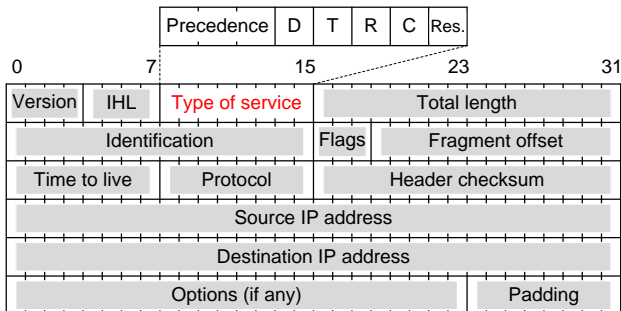 Precedence D T R C Res.
0 7 15 23 31
Version IHL Type of service Total length
Identification Flags Fragment offset
Time to live Protocol Header checksum
Source IP address
Destination IP address
Options (if any) Padding